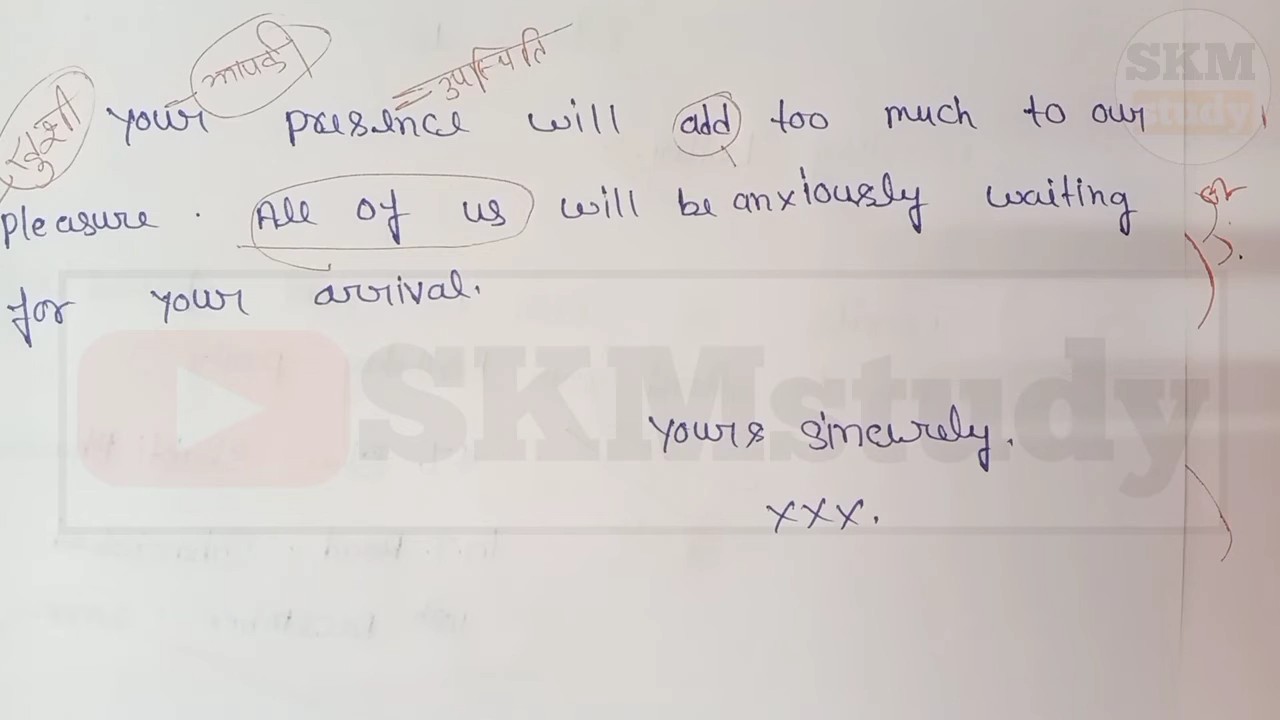 SKM
study
आपकी
उपस्थिति
खुशी
your presence will add too much to our
pleasure. All of us will be anxiously waiting
for your arrival.
SKMstudy
Yours sincerely.
XXX.